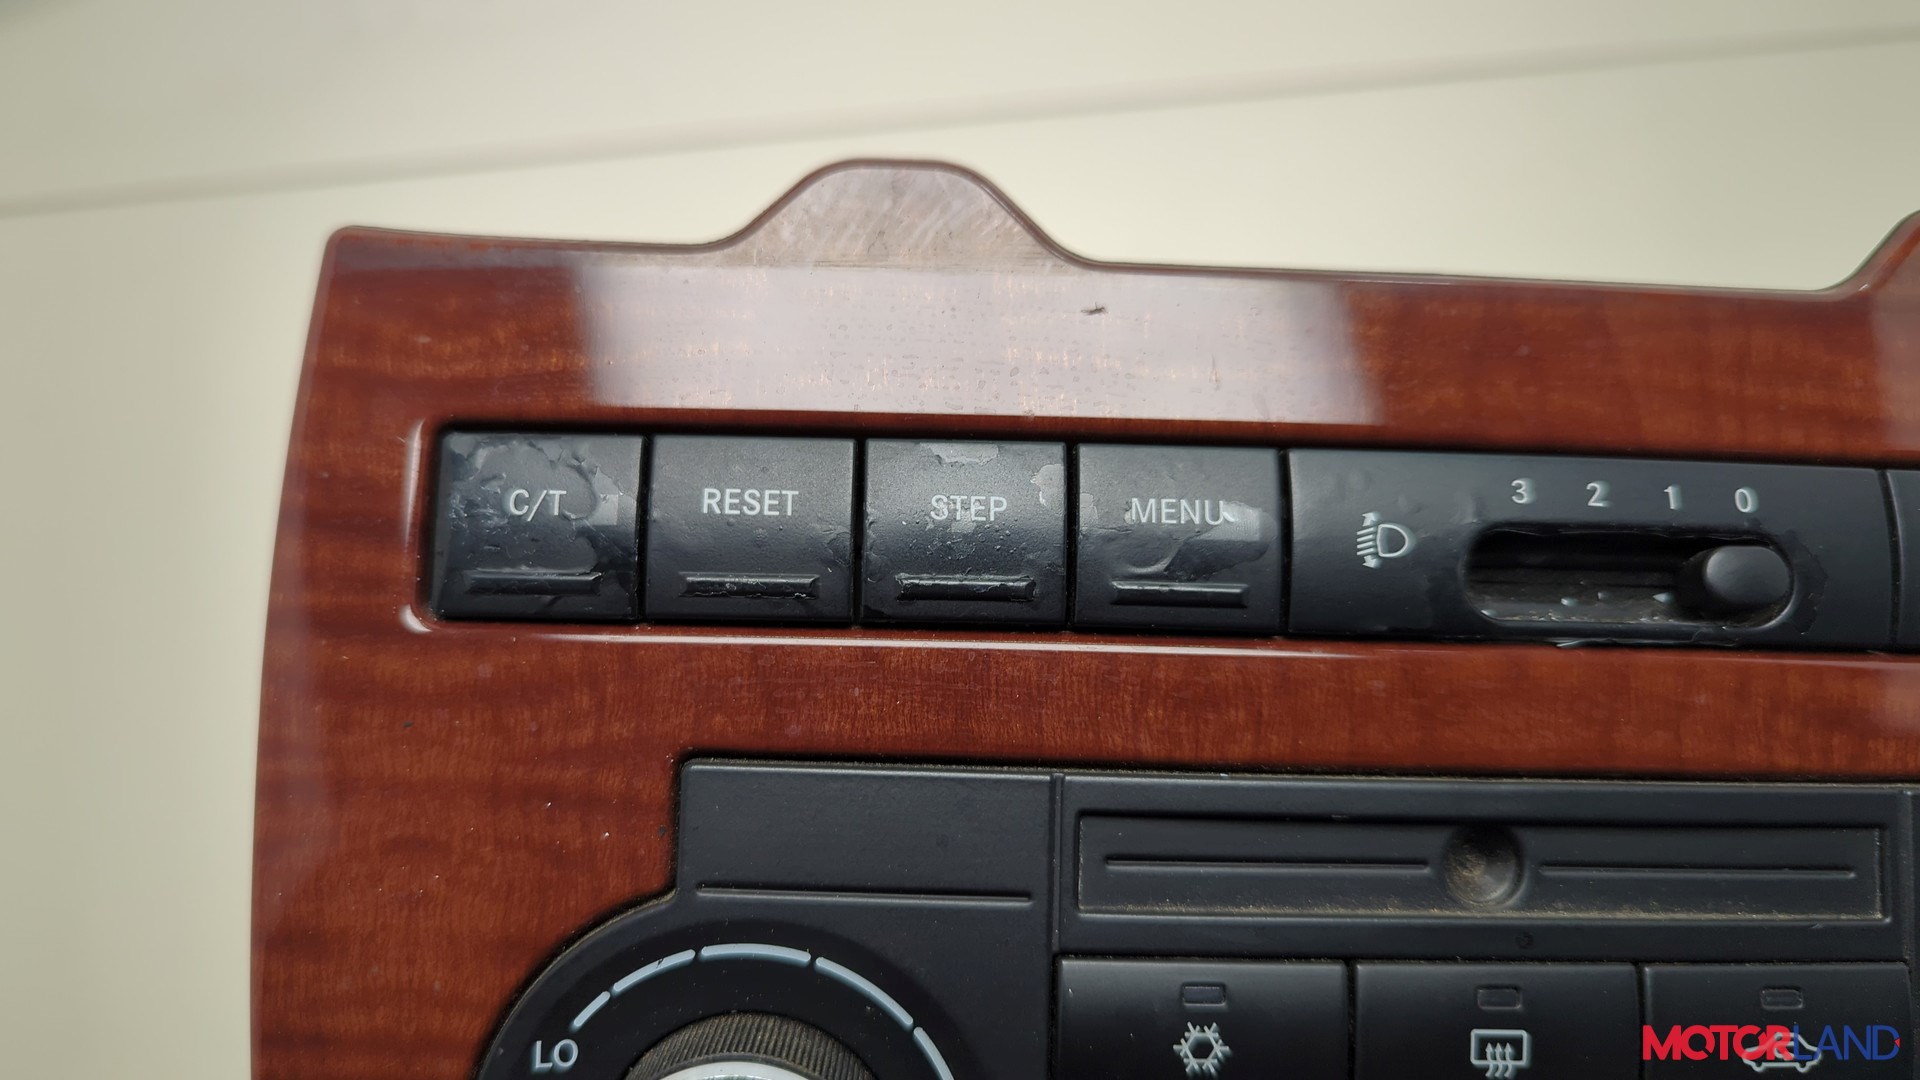 C/T RESET STEP MENU 3 2 1 0
LO
MOTORLAND